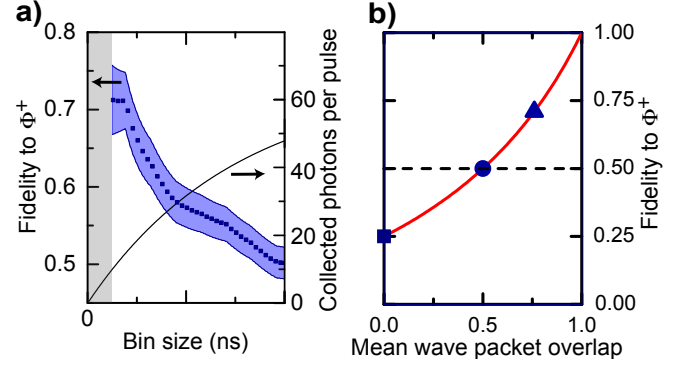 a)
0.8
0.7
0.6
0.5
Fidelity to Φ+
60
40
20
0
Collected photons per pulse
0
Bin size (ns)
b)
1.00
0.75
0.50
0.25
0.00
Fidelity to Φ+
0.0
0.5
1.0
Mean wave packet overlap